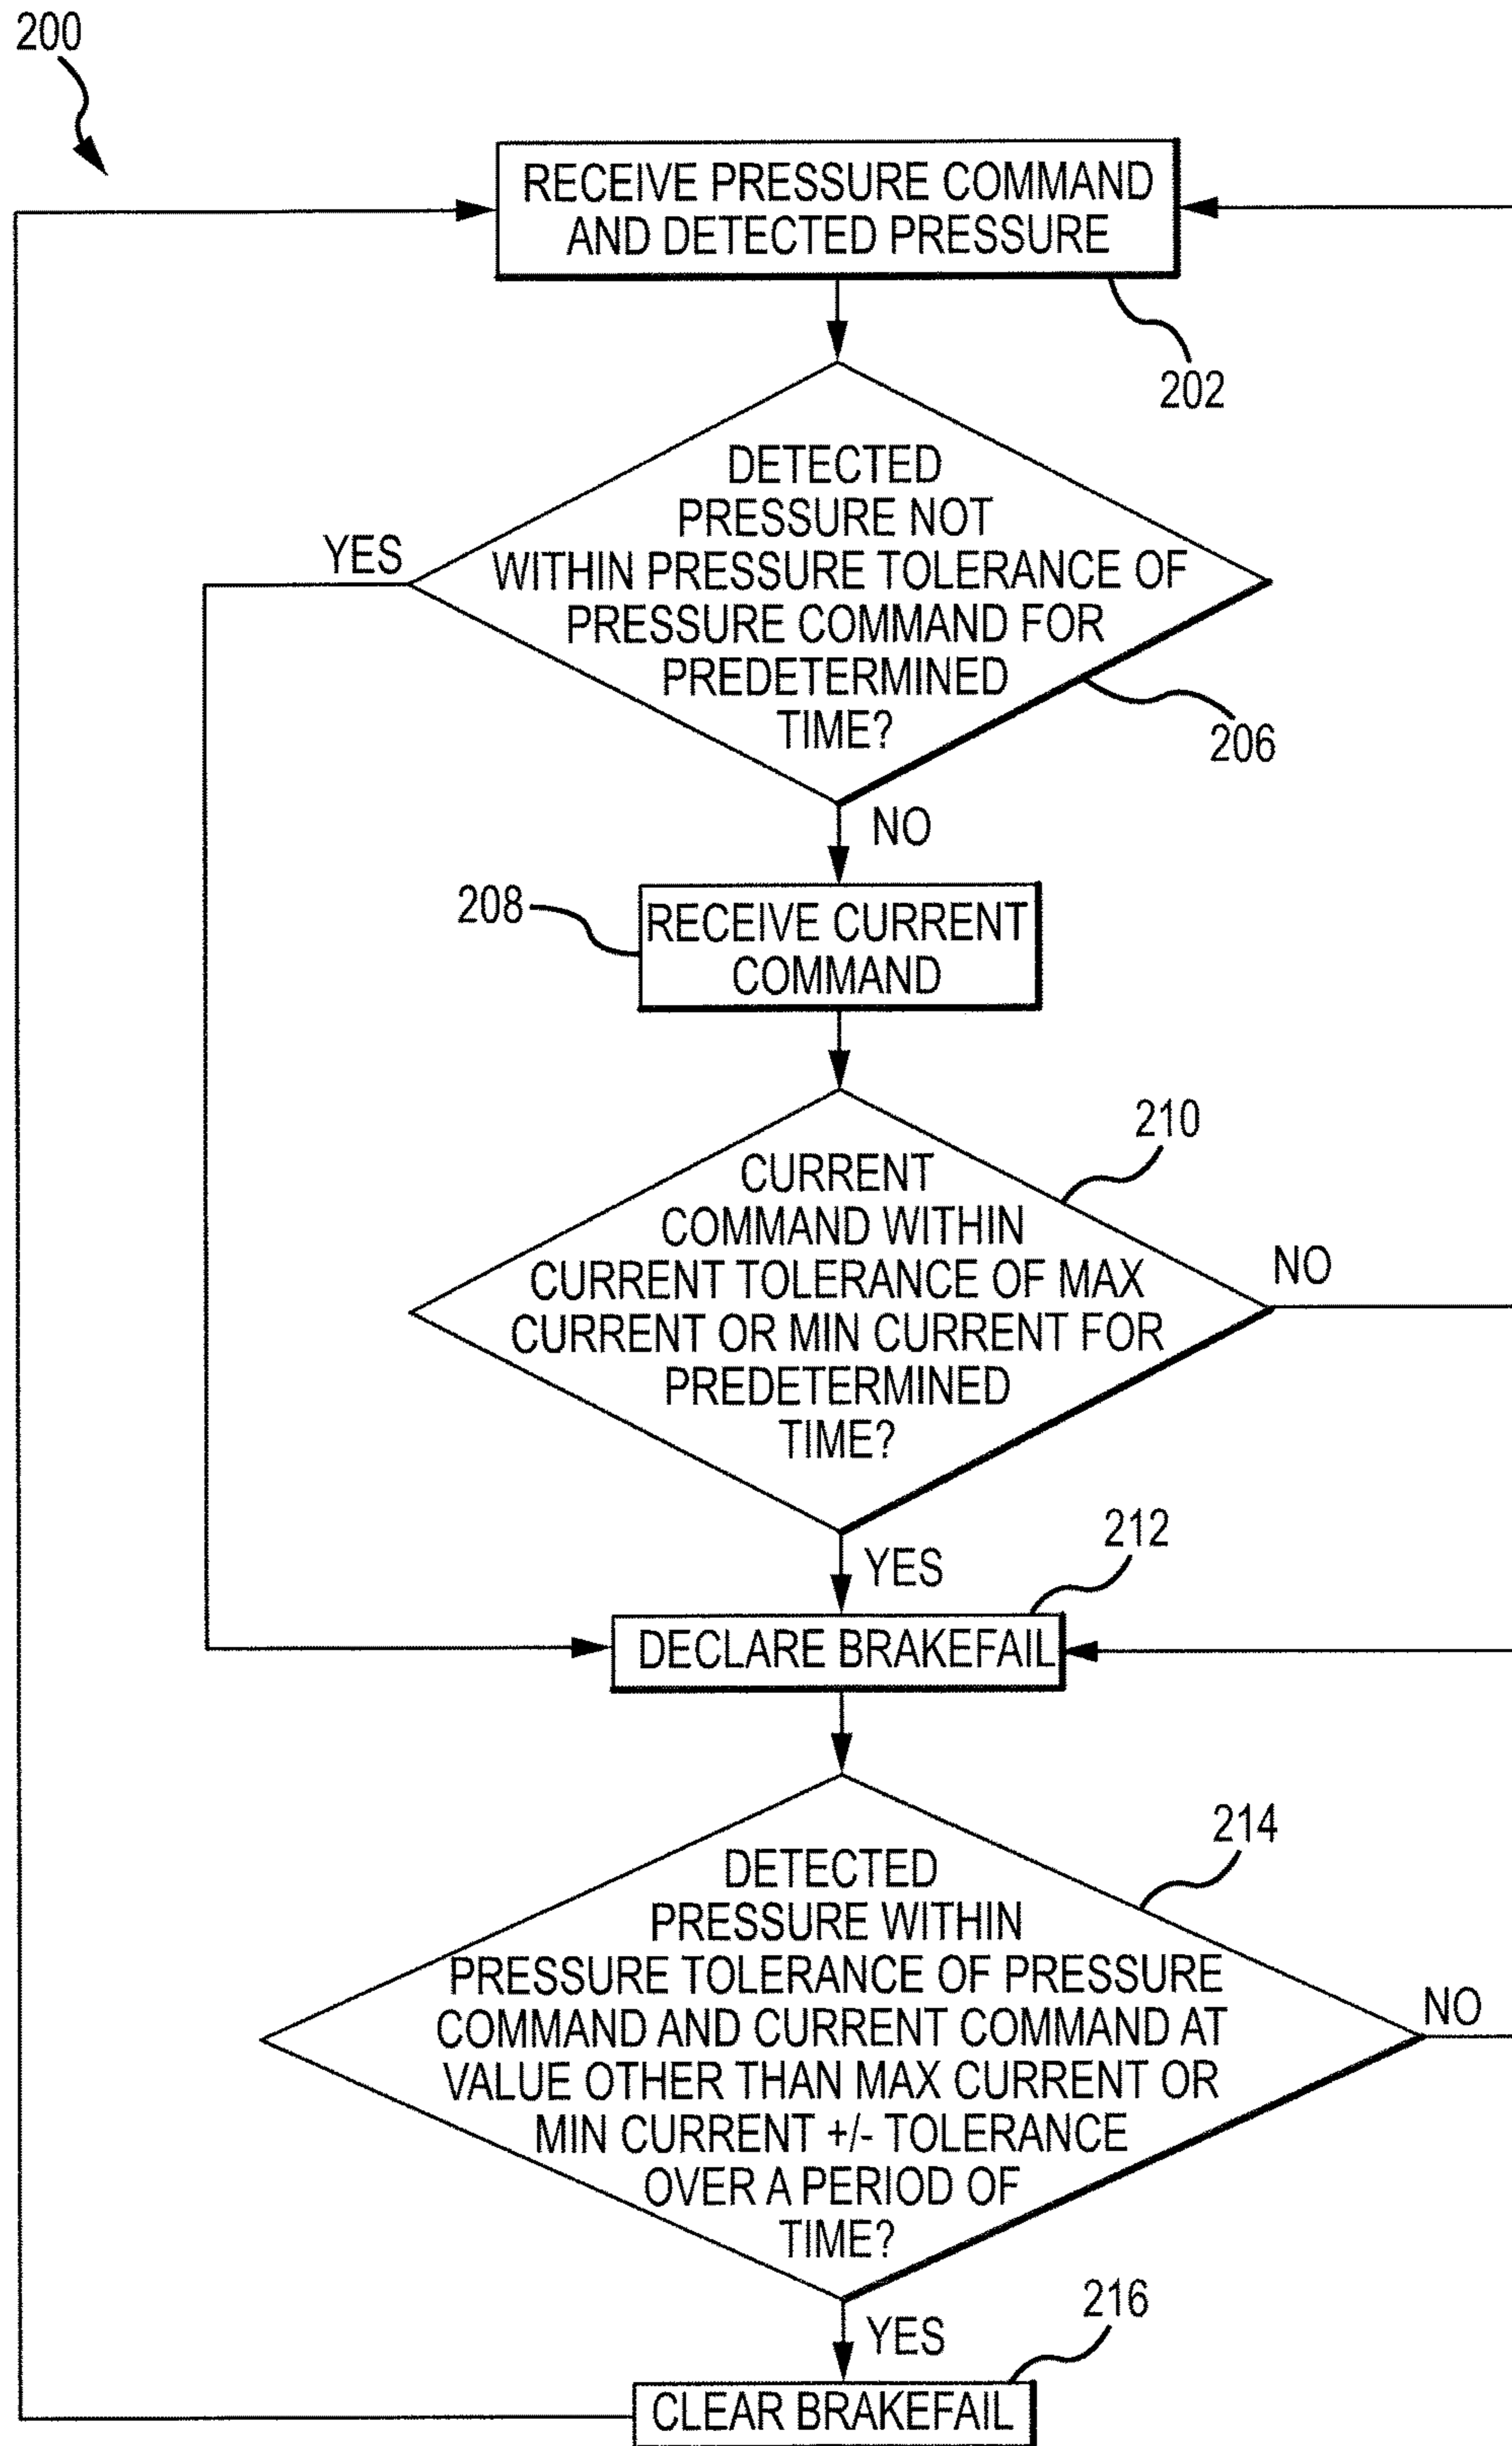 200
RECEIVE PRESSURE COMMAND
AND DETECTED PRESSURE
202
DETECTED
PRESSURE NOT
WITHIN PRESSURE TOLERANCE OF
PRESSURE COMMAND FOR
PREDETERMINED
TIME?
YES
206
NO
208
RECEIVE CURRENT
COMMAND
210
CURRENT
COMMAND WITHIN
CURRENT TOLERANCE OF MAX
CURRENT OR MIN CURRENT FOR
PREDETERMINED
TIME?
NO
YES
212
DECLARE BRAKEFAIL
214
DETECTED
PRESSURE WITHIN
PRESSURE TOLERANCE OF PRESSURE
COMMAND AND CURRENT COMMAND AT
VALUE OTHER THAN MAX CURRENT OR
MIN CURRENT +/- TOLERANCE
OVER A PERIOD OF
TIME?
NO
YES
216
CLEAR BRAKEFAIL